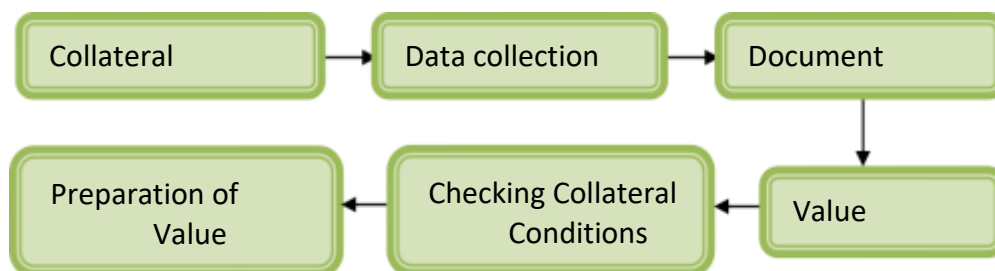 Collateral
Data collection
Document
Value
Checking Collateral
Conditions
Preparation of
Value